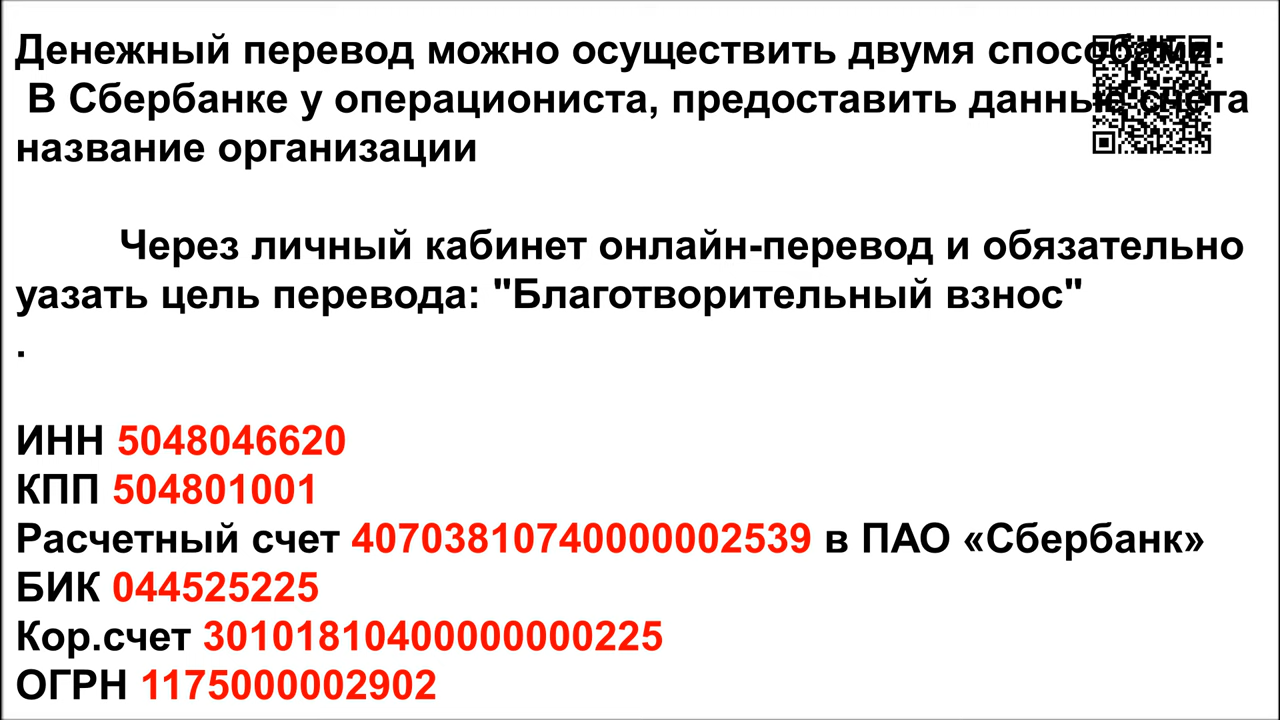 Денежный перевод можно осуществить двумя способами:
В Сбербанке у операциониста, предоставить данные счета
название организации
Через личный кабинет онлайн-перевод и обязательно
уазать цель перевода: "Благотворительный взнос"
.
ИНН 5048046620
КПП 504801001
Расчетный счет 40703810740000002539 в ПАО «Сбербанк»
БИК 044525225
Кор.счет 30101810400000000225
ОГРН 1175000002902